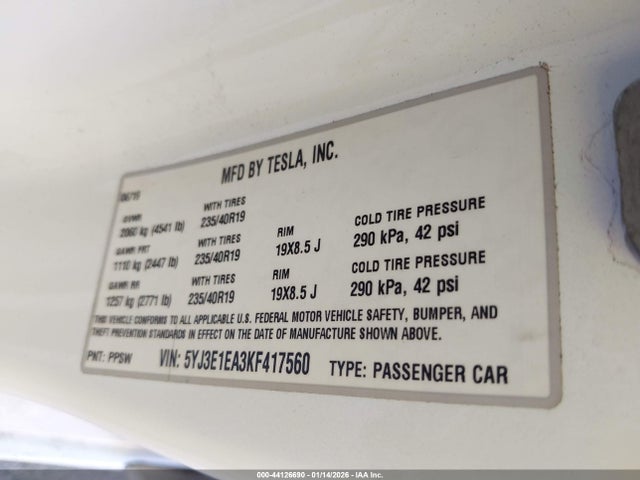 MFD BY TESLA, INC.
06/19
GVWR
2060 kg (4541 lb)
WITH TIRES
235/40R19
GAWR FRT
1110 kg (2447 lb)
WITH TIRES
235/40R19
RIM
19X8.5 J
COLD TIRE PRESSURE
290 kPa, 42 psi
GAWR RR
1257 kg (2771 lb)
WITH TIRES
235/40R19
RIM
19X8.5 J
COLD TIRE PRESSURE
290 kPa, 42 psi
THIS VEHICLE CONFORMS TO ALL APPLICABLE U.S. FEDERAL MOTOR VEHICLE SAFETY, BUMPER, AND
THEFT PREVENTION STANDARDS IN EFFECT ON THE DATE OF MANUFACTURE SHOWN ABOVE.
PNT: PPSW VIN: 5YJ3E1EA3KF417560 TYPE: PASSENGER CAR
000-44126690 - 01/14/2026 - IAA Inc.